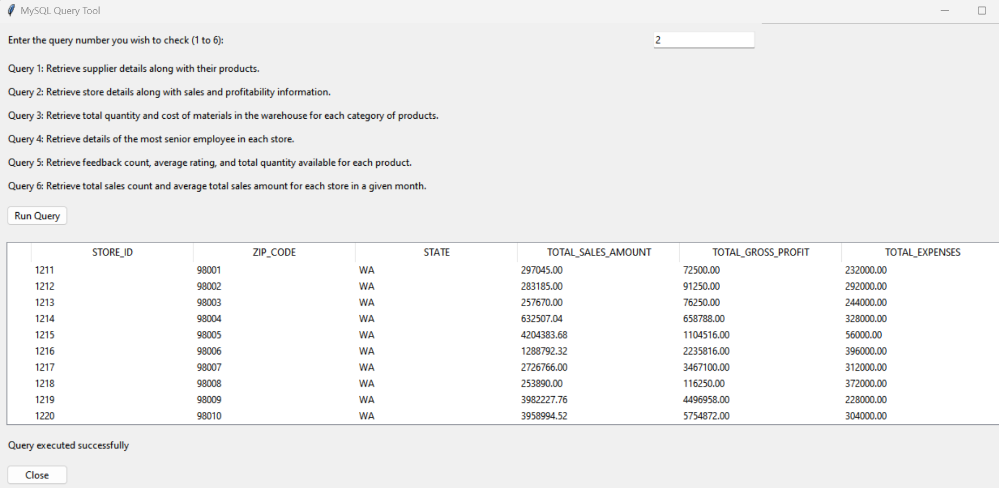 MySQL Query Tool
Enter the query number you wish to check (1 to 6): 2
Query 1: Retrieve supplier details along with their products.
Query 2: Retrieve store details along with sales and profitability information.
Query 3: Retrieve total quantity and cost of materials in the warehouse for each category of products.
Query 4: Retrieve details of the most senior employee in each store.
Query 5: Retrieve feedback count, average rating, and total quantity available for each product.
Query 6: Retrieve total sales count and average total sales amount for each store in a given month.
Run Query
STORE_ID ZIP_CODE STATE TOTAL_SALES_AMOUNT TOTAL_GROSS_PROFIT TOTAL_EXPENSES
1211 98001 WA 297045.00 72500.00 232000.00
1212 98002 WA 283185.00 91250.00 292000.00
1213 98003 WA 257670.00 76250.00 244000.00
1214 98004 WA 632507.04 658788.00 328000.00
1215 98005 WA 4204383.68 1104516.00 56000.00
1216 98006 WA 1288792.32 2235816.00 396000.00
1217 98007 WA 2726766.00 3467100.00 312000.00
1218 98008 WA 253890.00 116250.00 372000.00
1219 98009 WA 3982227.76 4496958.00 228000.00
1220 98010 WA 3958994.52 5754872.00 304000.00
Query executed successfully
Close